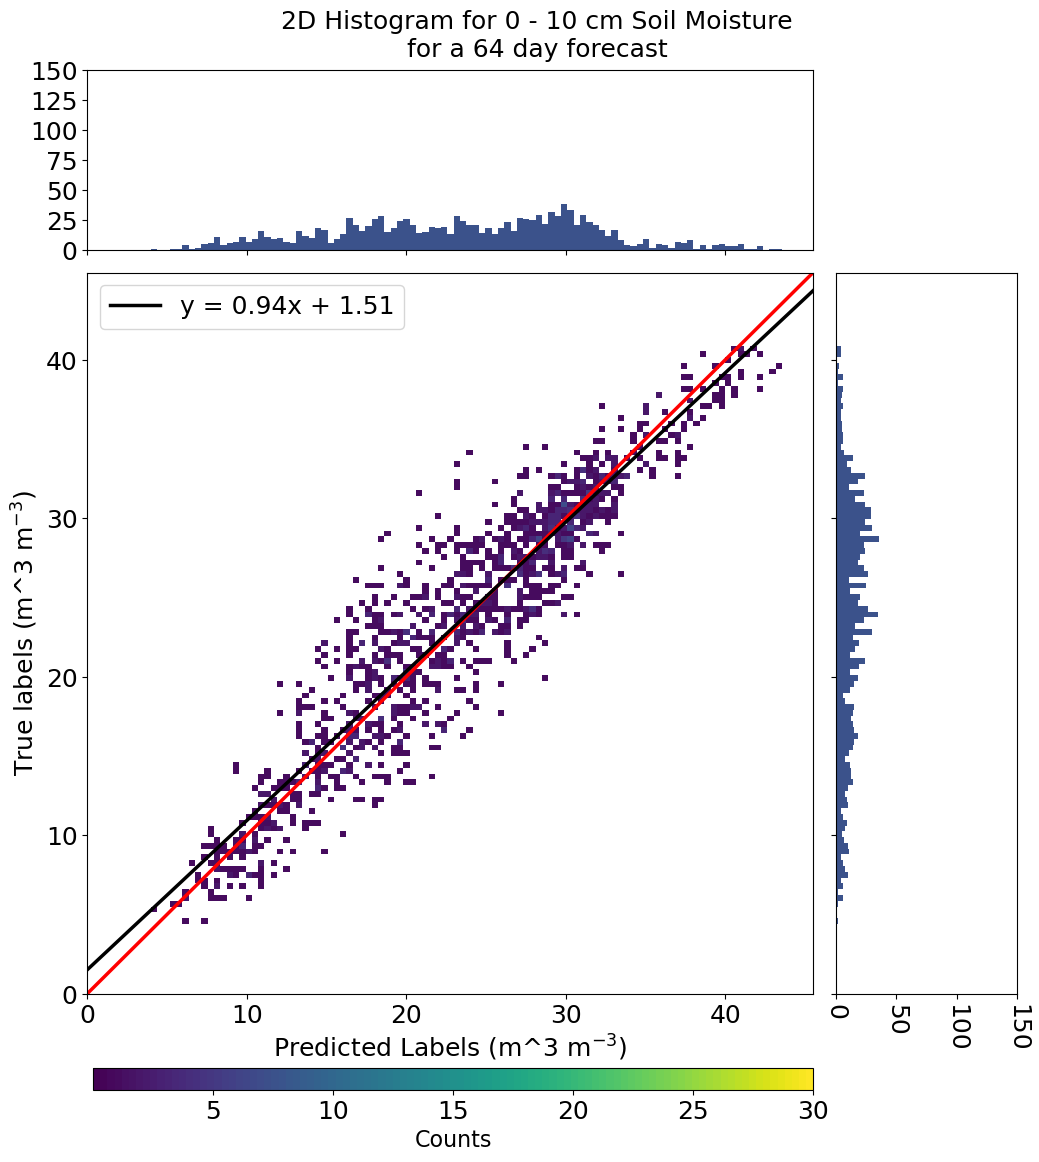 2D Histogram for 0 - 10 cm Soil Moisture
for a 64 day forecast
150
125
100
75
50
25
0
y = 0.94x + 1.51
40
30
20
10
0
True labels (m^3 m⁻³)
0 10 20 30 40
Predicted Labels (m^3 m⁻³)
0 50 100 150
5 10 15 20 25 30
Counts